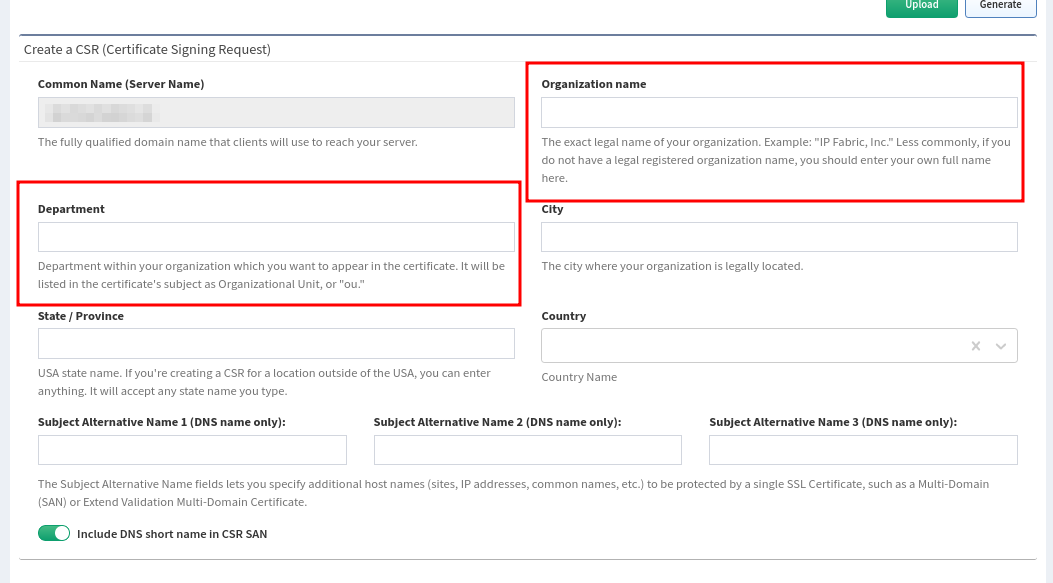 Upload Generate
Create a CSR (Certificate Signing Request)
Common Name (Server Name)
The fully qualified domain name that clients will use to reach your server.
Organization name
The exact legal name of your organization. Example: "IP Fabric, Inc." Less commonly, if you
do not have a legal registered organization name, you should enter your own full name
here.
Department
Department within your organization which you want to appear in the certificate. It will be
listed in the certificate's subject as Organizational Unit, or "ou."
City
The city where your organization is legally located.
State / Province
USA state name. If you're creating a CSR for a location outside of the USA, you can enter
anything. It will accept any state name you type.
Country
Country Name
Subject Alternative Name 1 (DNS name only):
Subject Alternative Name 2 (DNS name only):
Subject Alternative Name 3 (DNS name only):
The Subject Alternative Name fields lets you specify additional host names (sites, IP addresses, common names, etc.) to be protected by a single SSL Certificate, such as a Multi-Domain
(SAN) or Extend Validation Multi-Domain Certificate.
Include DNS short name in CSR SAN